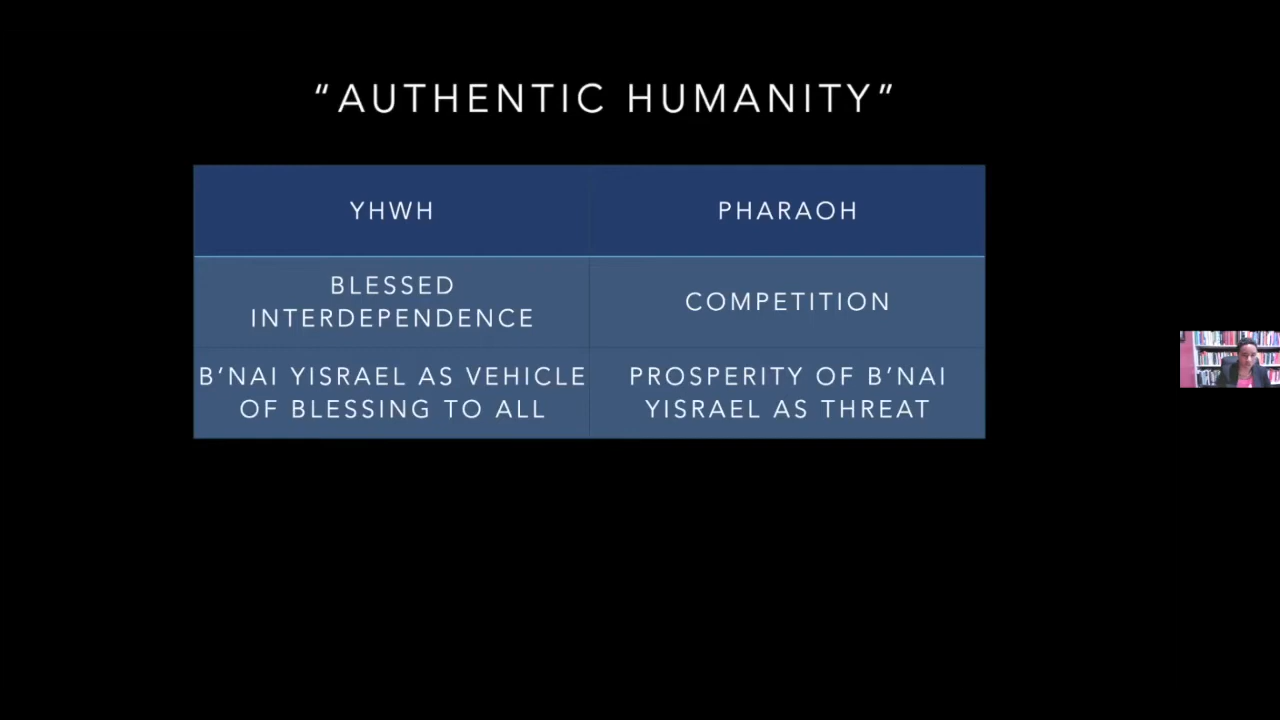 “AUTHENTIC HUMANITY”
YHWH
PHARAOH
BLESSED
INTERDEPENDENCE
COMPETITION
B’NAI YISRAEL AS VEHICLE
OF BLESSING TO ALL
PROSPERITY OF B’NAI
YISRAEL AS THREAT